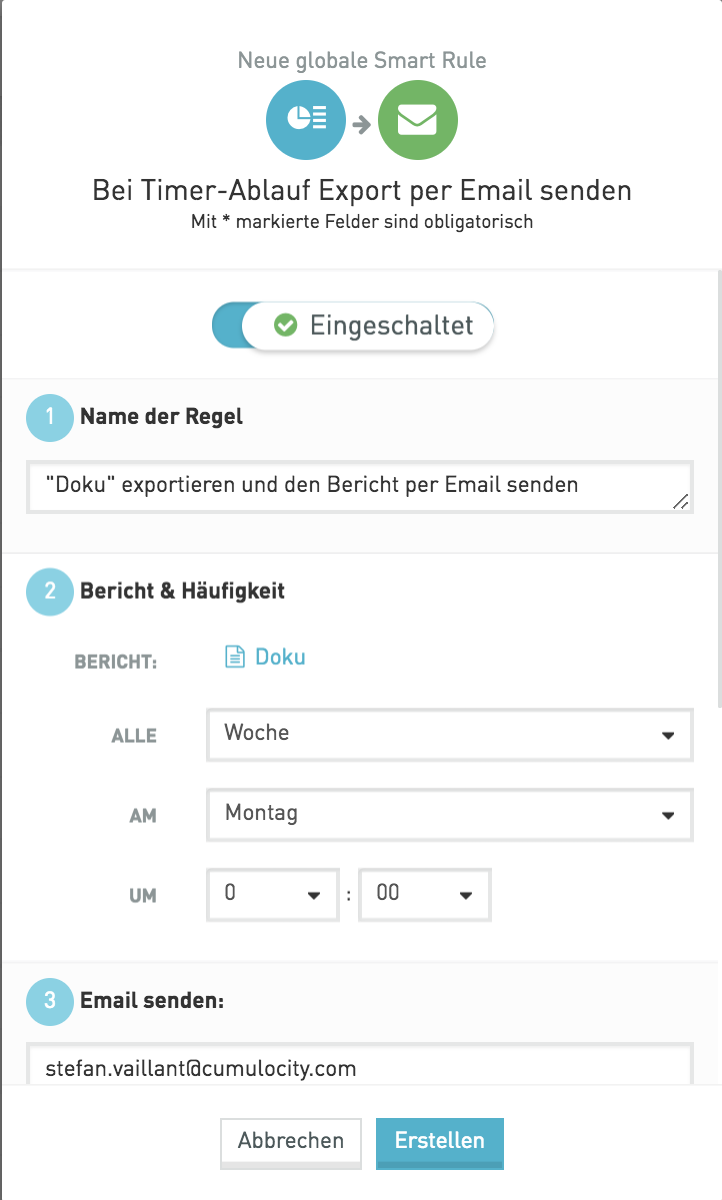 Neue globale Smart Rule
Bei Timer-Ablauf Export per Email senden
Mit * markierte Felder sind obligatorisch
Eingeschaltet
1 Name der Regel
"Doku" exportieren und den Bericht per Email senden
2 Bericht & Häufigkeit
BERICHT: Doku
ALLE Woche
AM Montag
UM 0 : 00
3 Email senden:
stefan.vaillant@cumulocity.com
Abbrechen Erstellen